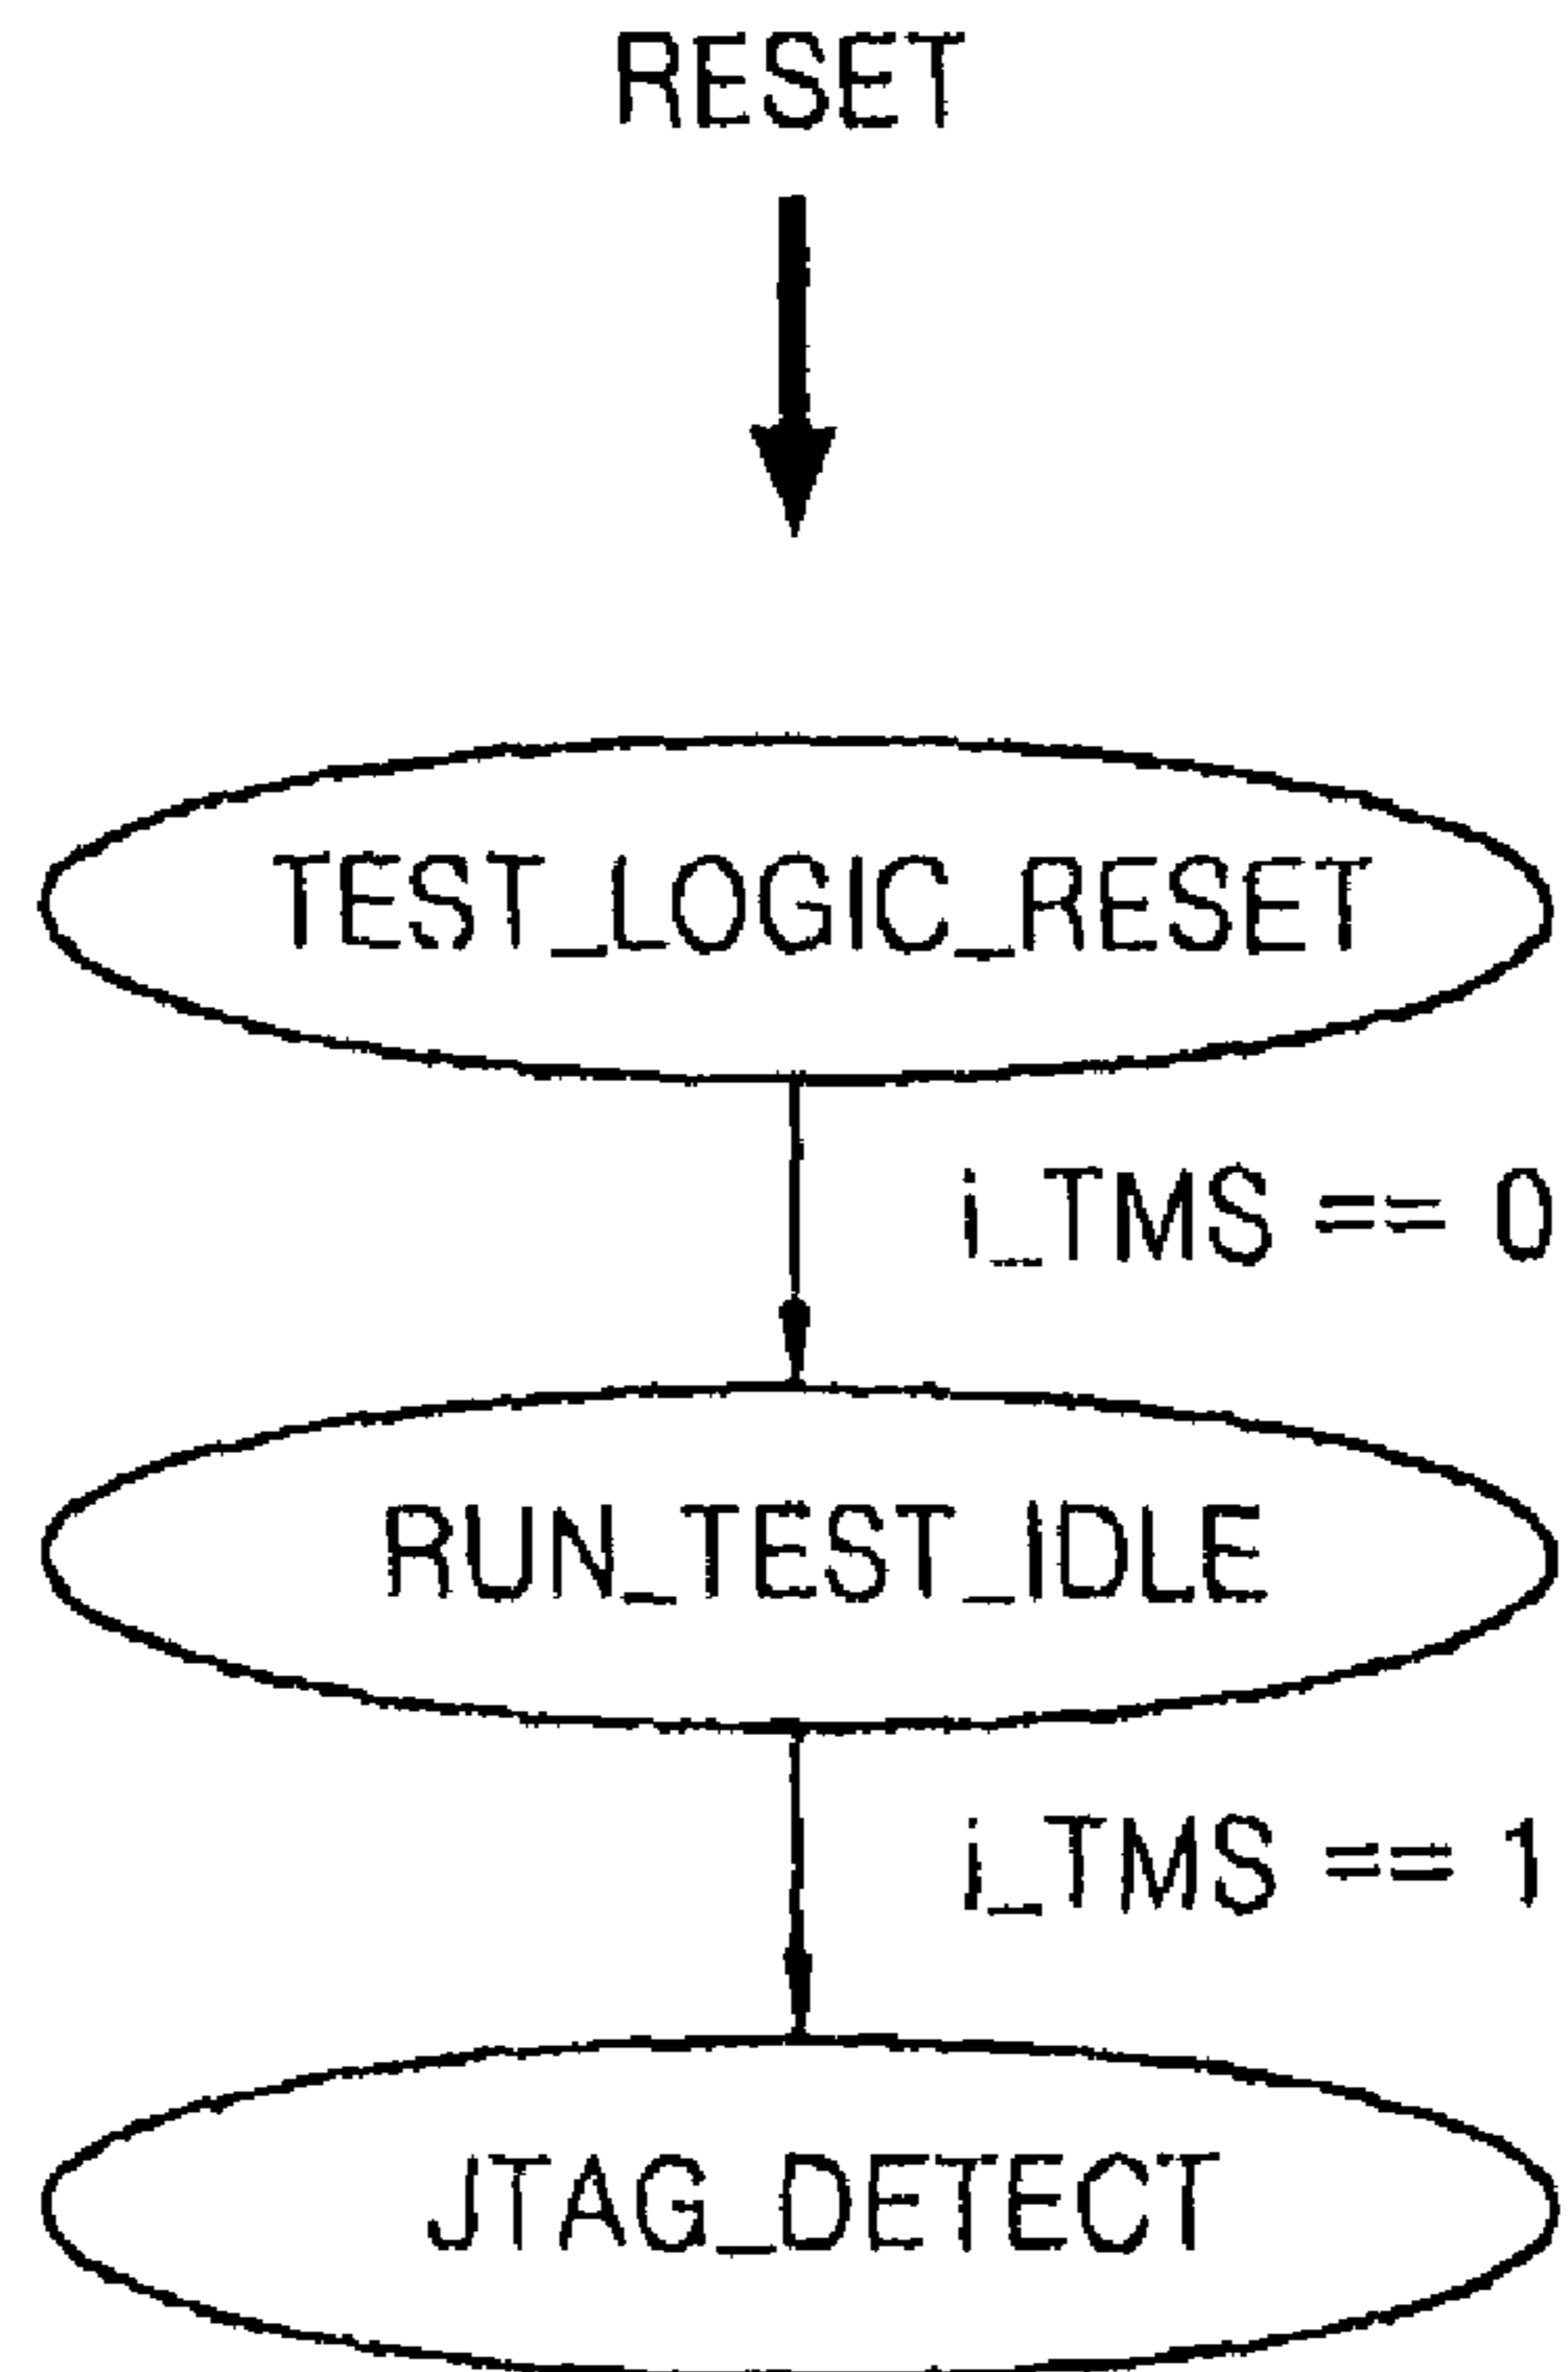 RESET
TEST_LOGIC_RESET
i_TMS == 0
RUN_TEST_IDLE
i_TMS == 1
JTAG_DETECT